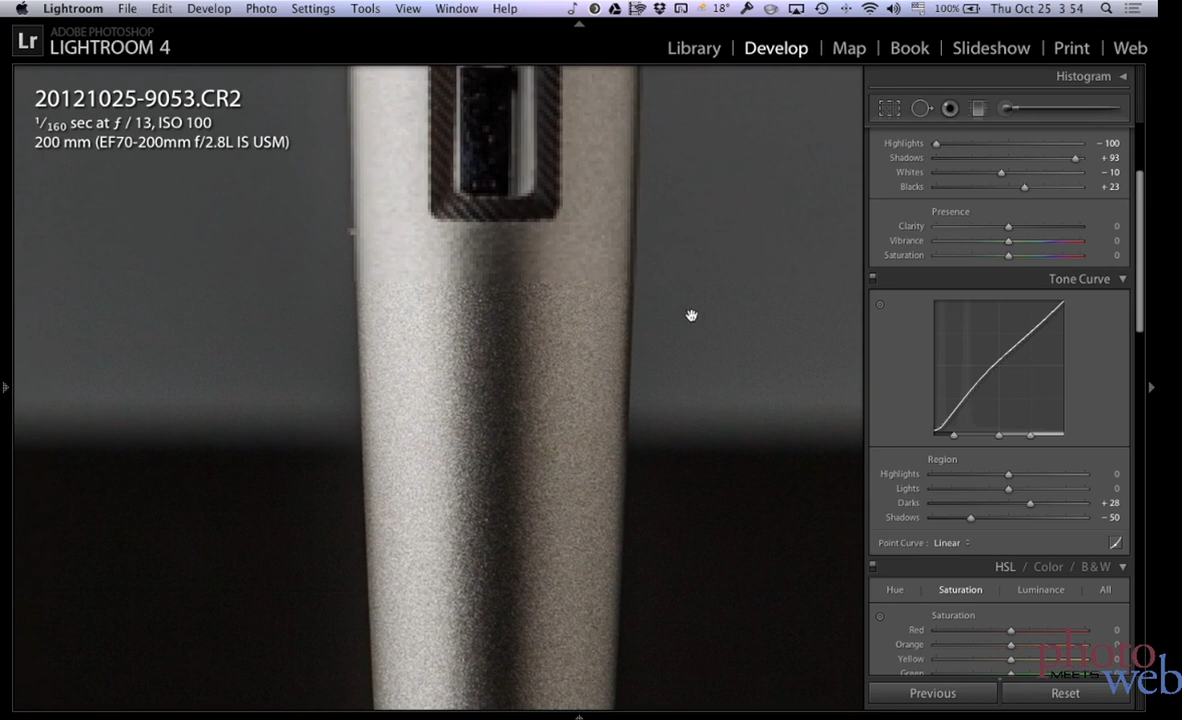 Lightroom File Edit Develop Photo Settings Tools View Window Help 18° 100% Thu Oct 25 3 54
Lr ADOBE PHOTOSHOP
LIGHTROOM 4
Library | Develop | Map | Book | Slideshow | Print | Web
20121025-9053.CR2
1/160 sec at ƒ / 13, ISO 100
200 mm (EF70-200mm f/2.8L IS USM)
Histogram
Highlights - 100
Shadows + 93
Whites - 10
Blacks + 23
Presence
Clarity 0
Vibrance 0
Saturation 0
Tone Curve
Region
Highlights 0
Lights 0
Darks + 28
Shadows - 50
Point Curve : Linear
HSL / Color / B&W
Hue Saturation Luminance All
Saturation
Red 0
Orange 0
Yellow 0
Green
Previous Reset
photo
MEETS
web